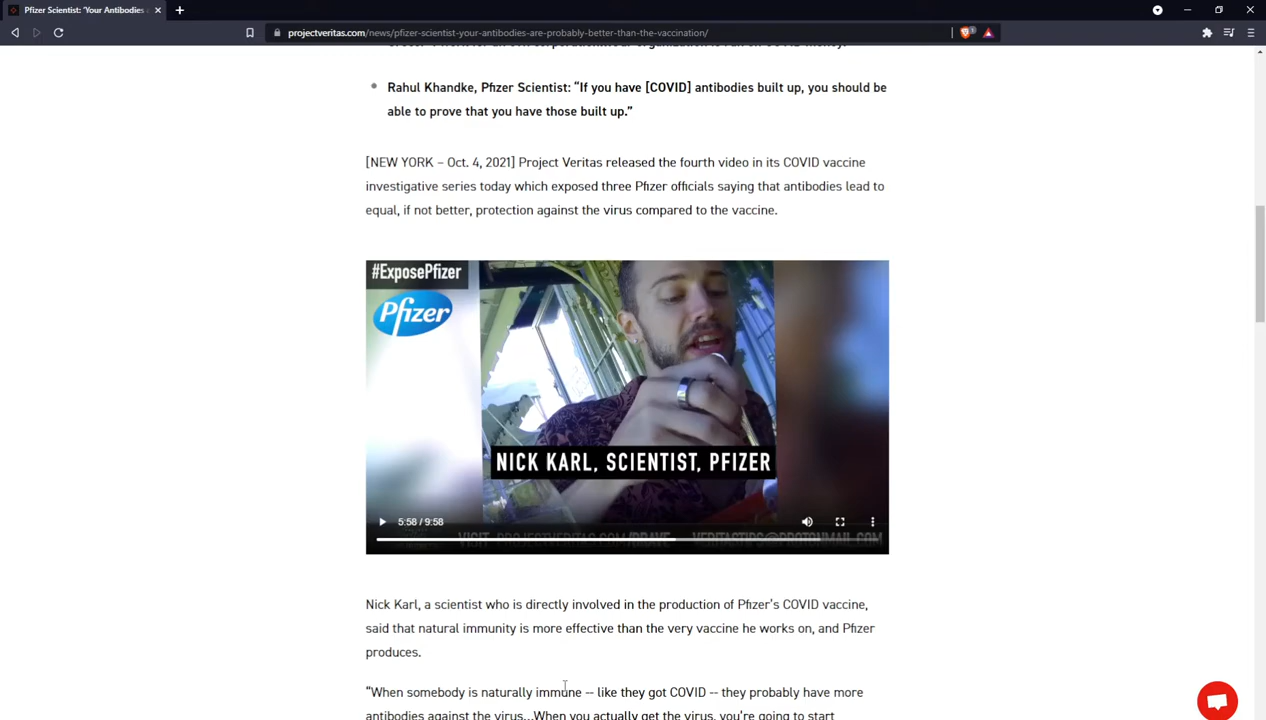 Pfizer Scientist: 'Your Antibodies
projectveritas.com/news/pfizer-scientist-your-antibodies-are-probably-better-than-the-vaccination/
Rahul Khandke, Pfizer Scientist: “If you have [COVID] antibodies built up, you should be
able to prove that you have those built up.”
[NEW YORK – Oct. 4, 2021] Project Veritas released the fourth video in its COVID vaccine
investigative series today which exposed three Pfizer officials saying that antibodies lead to
equal, if not better, protection against the virus compared to the vaccine.
#ExposePfizer
Pfizer
NICK KARL, SCIENTIST, PFIZER
5:58 / 9:58
VISIT PROJECTVERITAS.COM/BRAVE VERITASTIPS@PROTONMAIL.COM
Nick Karl, a scientist who is directly involved in the production of Pfizer's COVID vaccine,
said that natural immunity is more effective than the very vaccine he works on, and Pfizer
produces.
“When somebody is naturally immune -- like they got COVID -- they probably have more
antibodies against the virus...When you actually get the virus, you're going to start